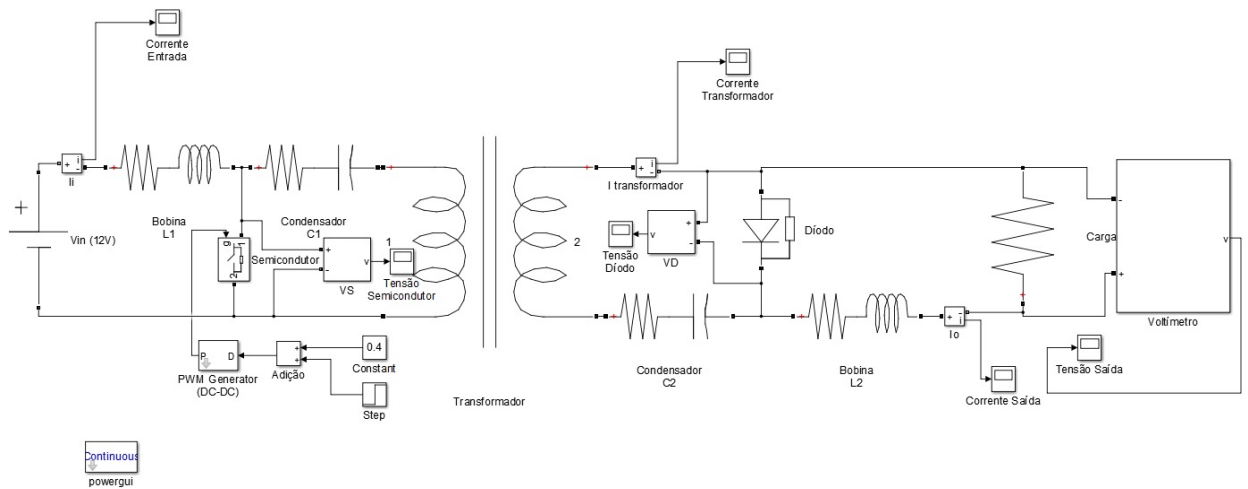 Corrente
Entrada
Corrente
Transformador
+
i
-
Ii
+
i
-
I transformador
+
Vin (12V)
Bobina
L1
g
1
2
Semicondutor
Condensador
C1
+
-
v
VS
1
Tensão
Semicondutor
2
v
Tensão
Díodo
+
-
VD
Díodo
Carga
-
+
v
Voltímetro
P
D
PWM Generator
(DC-DC)
+
+
Adição
0.4
Constant
Step
Transformador
Condensador
C2
Bobina
L2
+
-
i
Io
Corrente Saída
Tensão Saída
Continuous
powergui